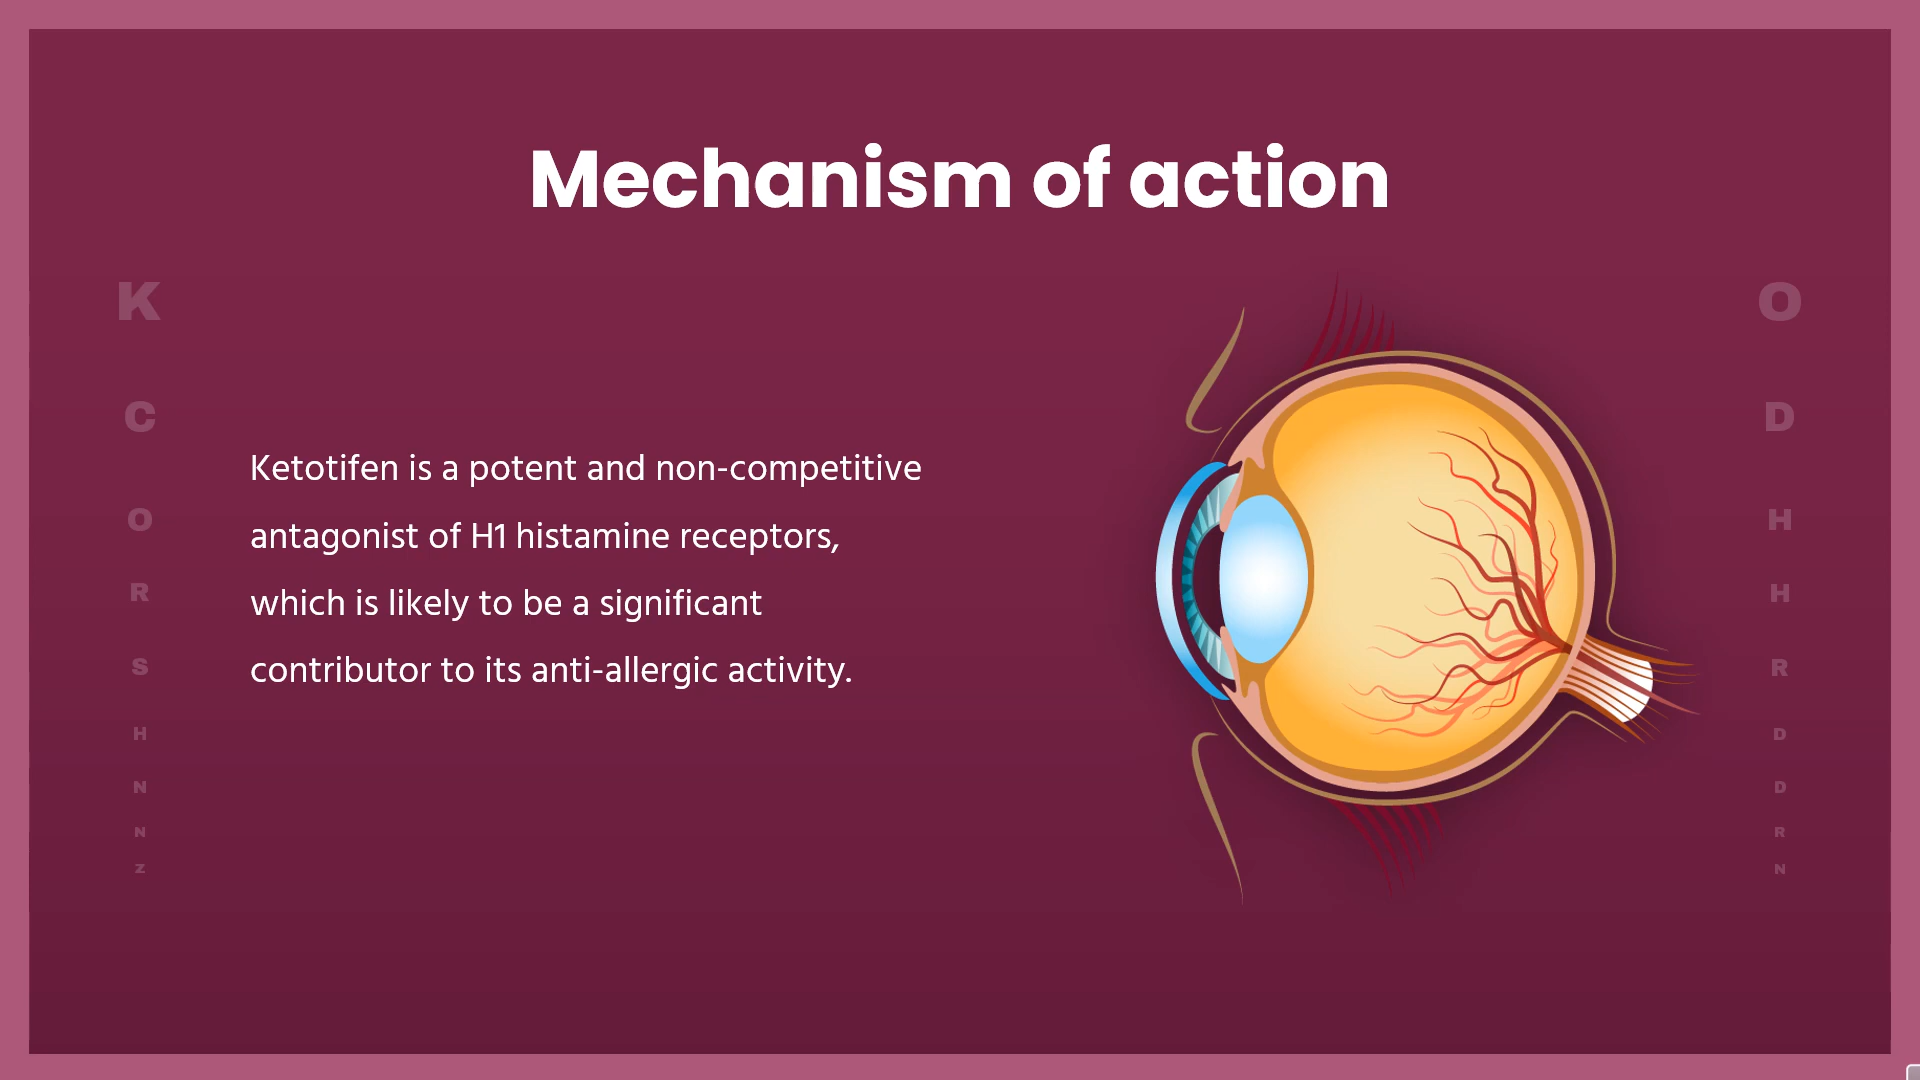 Mechanism of action
K
C
O
R
S
H
N
N
Z
Ketotifen is a potent and non-competitive
antagonist of H1 histamine receptors,
which is likely to be a significant
contributor to its anti-allergic activity.
O
D
H
H
R
D
D
R
N